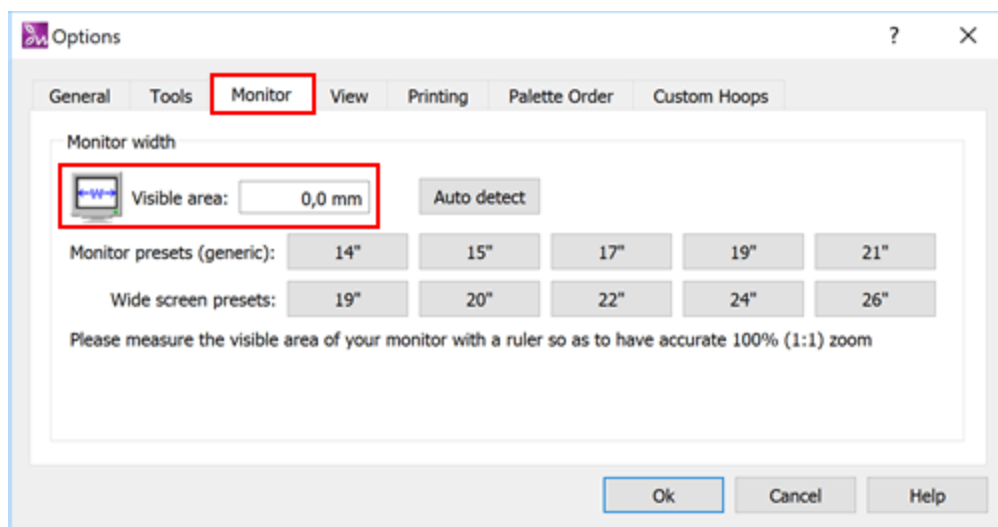 Options ?
General Tools Monitor View Printing Palette Order Custom Hoops
Monitor width
W Visible area: 0,0 mm Auto detect
Monitor presets (generic): 14" 15" 17" 19" 21"
Wide screen presets: 19" 20" 22" 24" 26"
Please measure the visible area of your monitor with a ruler so as to have accurate 100% (1:1) zoom
Ok Cancel Help